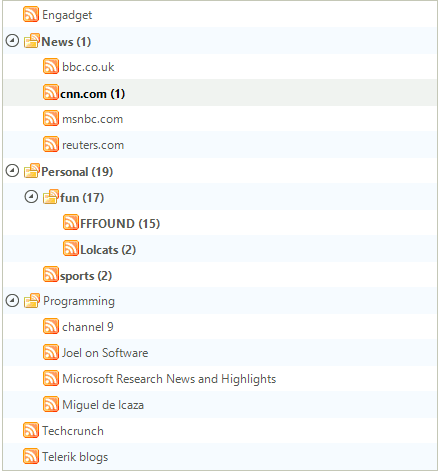 Engadget
News (1)
bbc.co.uk
cnn.com (1)
msnbc.com
reuters.com
Personal (19)
fun (17)
FFFOUND (15)
Lolcats (2)
sports (2)
Programming
channel 9
Joel on Software
Microsoft Research News and Highlights
Miguel de Icaza
Techcrunch
Telerik blogs